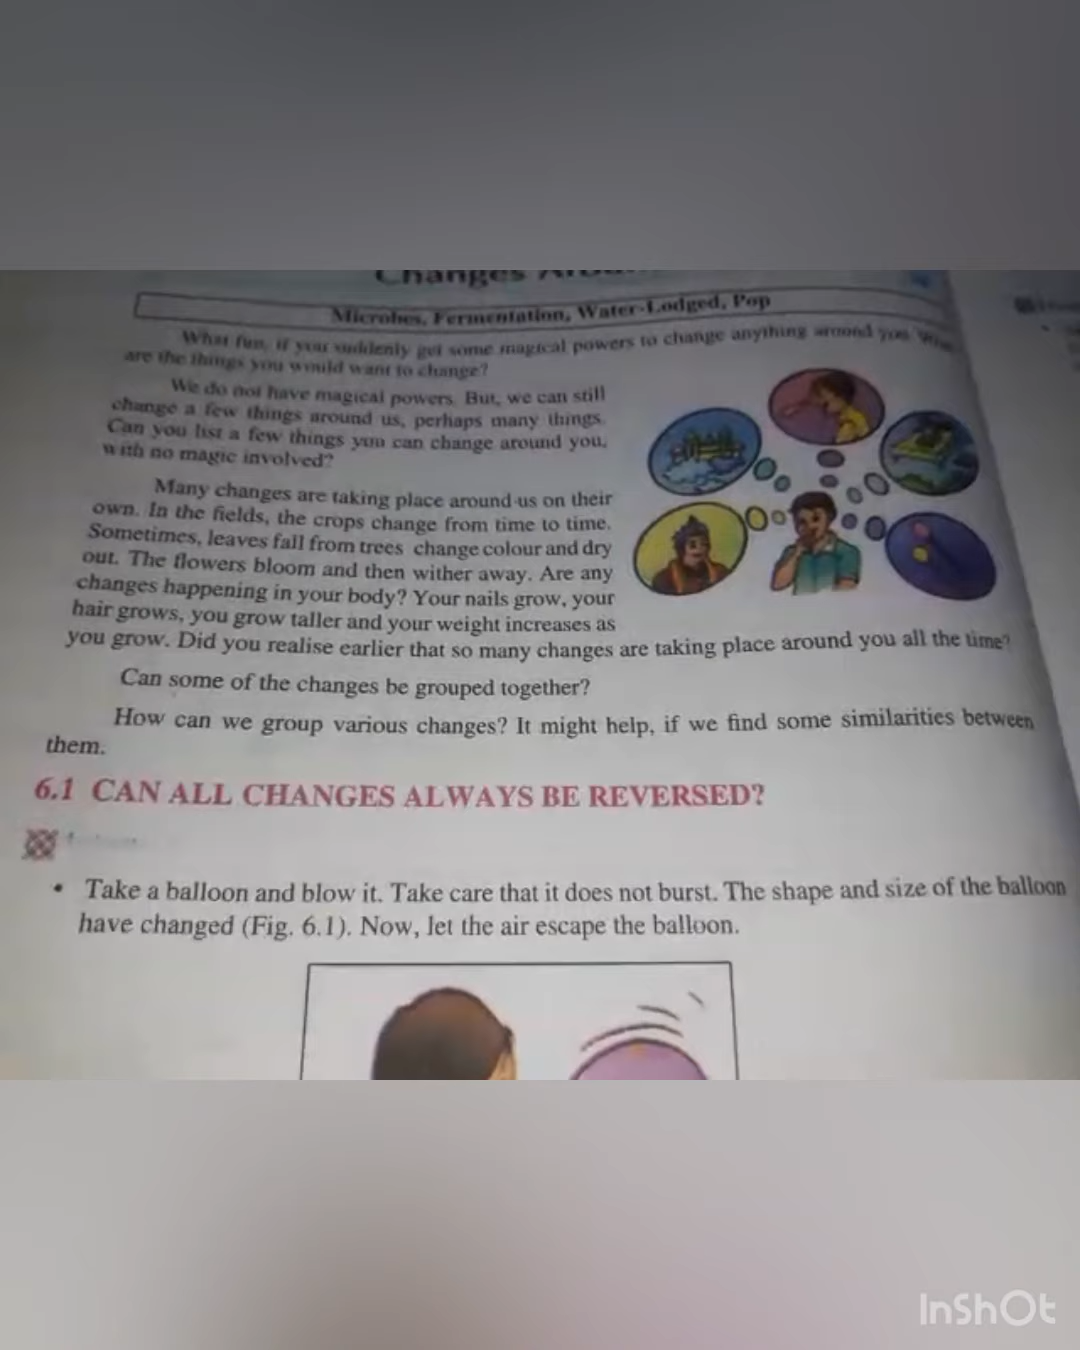 Changes
Microbes, Fermentation, Water-Lodged, Pop
What fun, if you suddenly get some magical powers to change anything around you. What
are the things you would want to change?
We do not have magical powers. But, we can still
change a few things around us, perhaps many things.
Can you list a few things you can change around you,
with no magic involved?
Many changes are taking place around us on their
own. In the fields, the crops change from time to time.
Sometimes, leaves fall from trees change colour and dry
out. The flowers bloom and then wither away. Are any
changes happening in your body? Your nails grow, your
hair grows, you grow taller and your weight increases as
you grow. Did you realise earlier that so many changes are taking place around you all the time?
Can some of the changes be grouped together?
How can we group various changes? It might help, if we find some similarities between
them.
6.1 CAN ALL CHANGES ALWAYS BE REVERSED?
• Take a balloon and blow it. Take care that it does not burst. The shape and size of the balloon
have changed (Fig. 6.1). Now, let the air escape the balloon.
InShOt